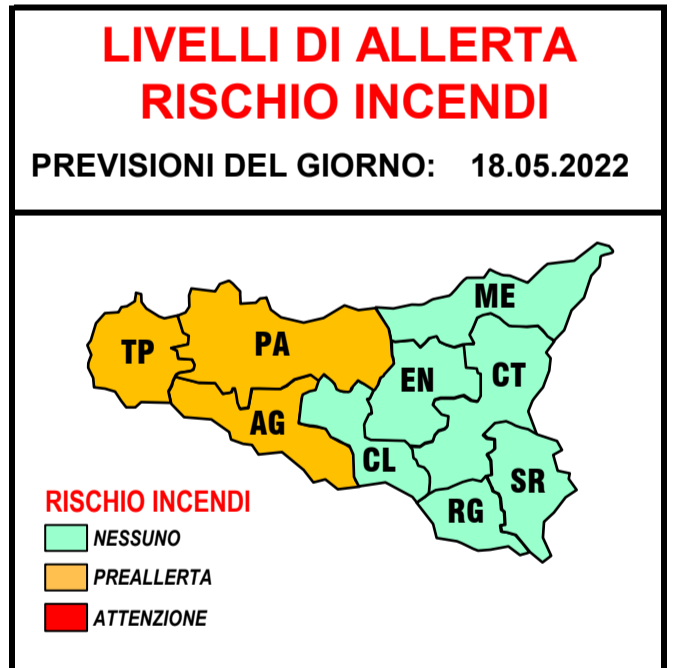 LIVELLI DI ALLERTA
RISCHIO INCENDI
PREVISIONI DEL GIORNO: 18.05.2022
ME
TP
PA
EN
CT
AG
CL
SR
RG
RISCHIO INCENDI
NESSUNO
PREALLERTA
ATTENZIONE